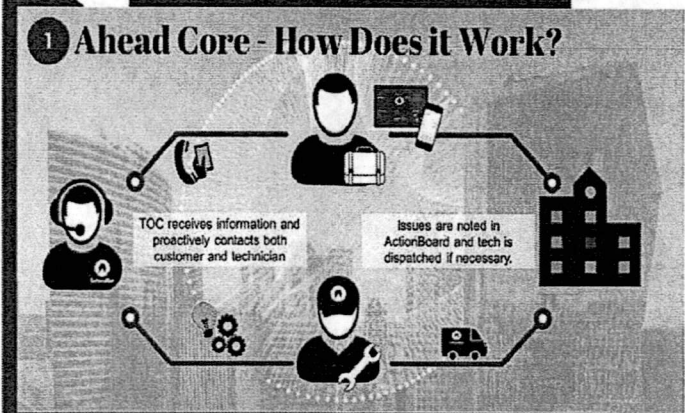 1 Ahead Core - How Does it Work?
TOC receives information and
proactively contacts both
customer and technician
Issues are noted in
ActionBoard and tech is
dispatched if necessary.